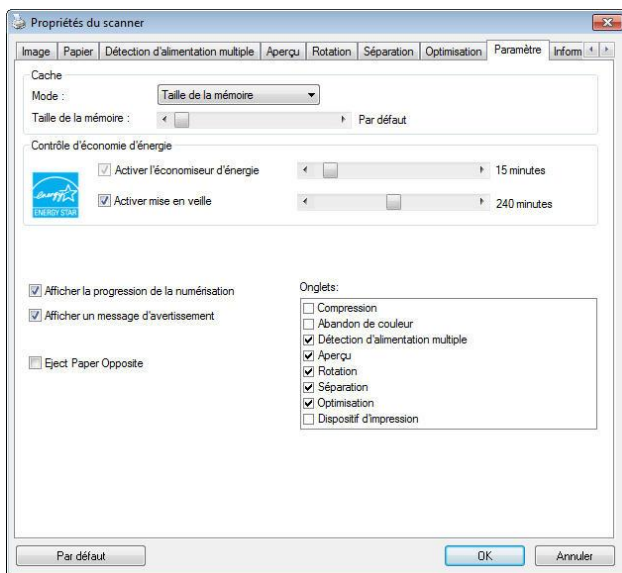 Propriétés du scanner
Image Papier Détection d'alimentation multiple Aperçu Rotation Séparation Optimisation Paramètre Inform
Cache
Mode : Taille de la mémoire
Taille de la mémoire : Par défaut
Contrôle d'économie d'énergie
Activer l'économiseur d'énergie 15 minutes
energy
ENERGY STAR
Activer mise en veille 240 minutes
Afficher la progression de la numérisation
Afficher un message d'avertissement
Eject Paper Opposite
Onglets:
Compression
Abandon de couleur
Détection d'alimentation multiple
Aperçu
Rotation
Séparation
Optimisation
Dispositif d'impression
Par défaut OK Annuler